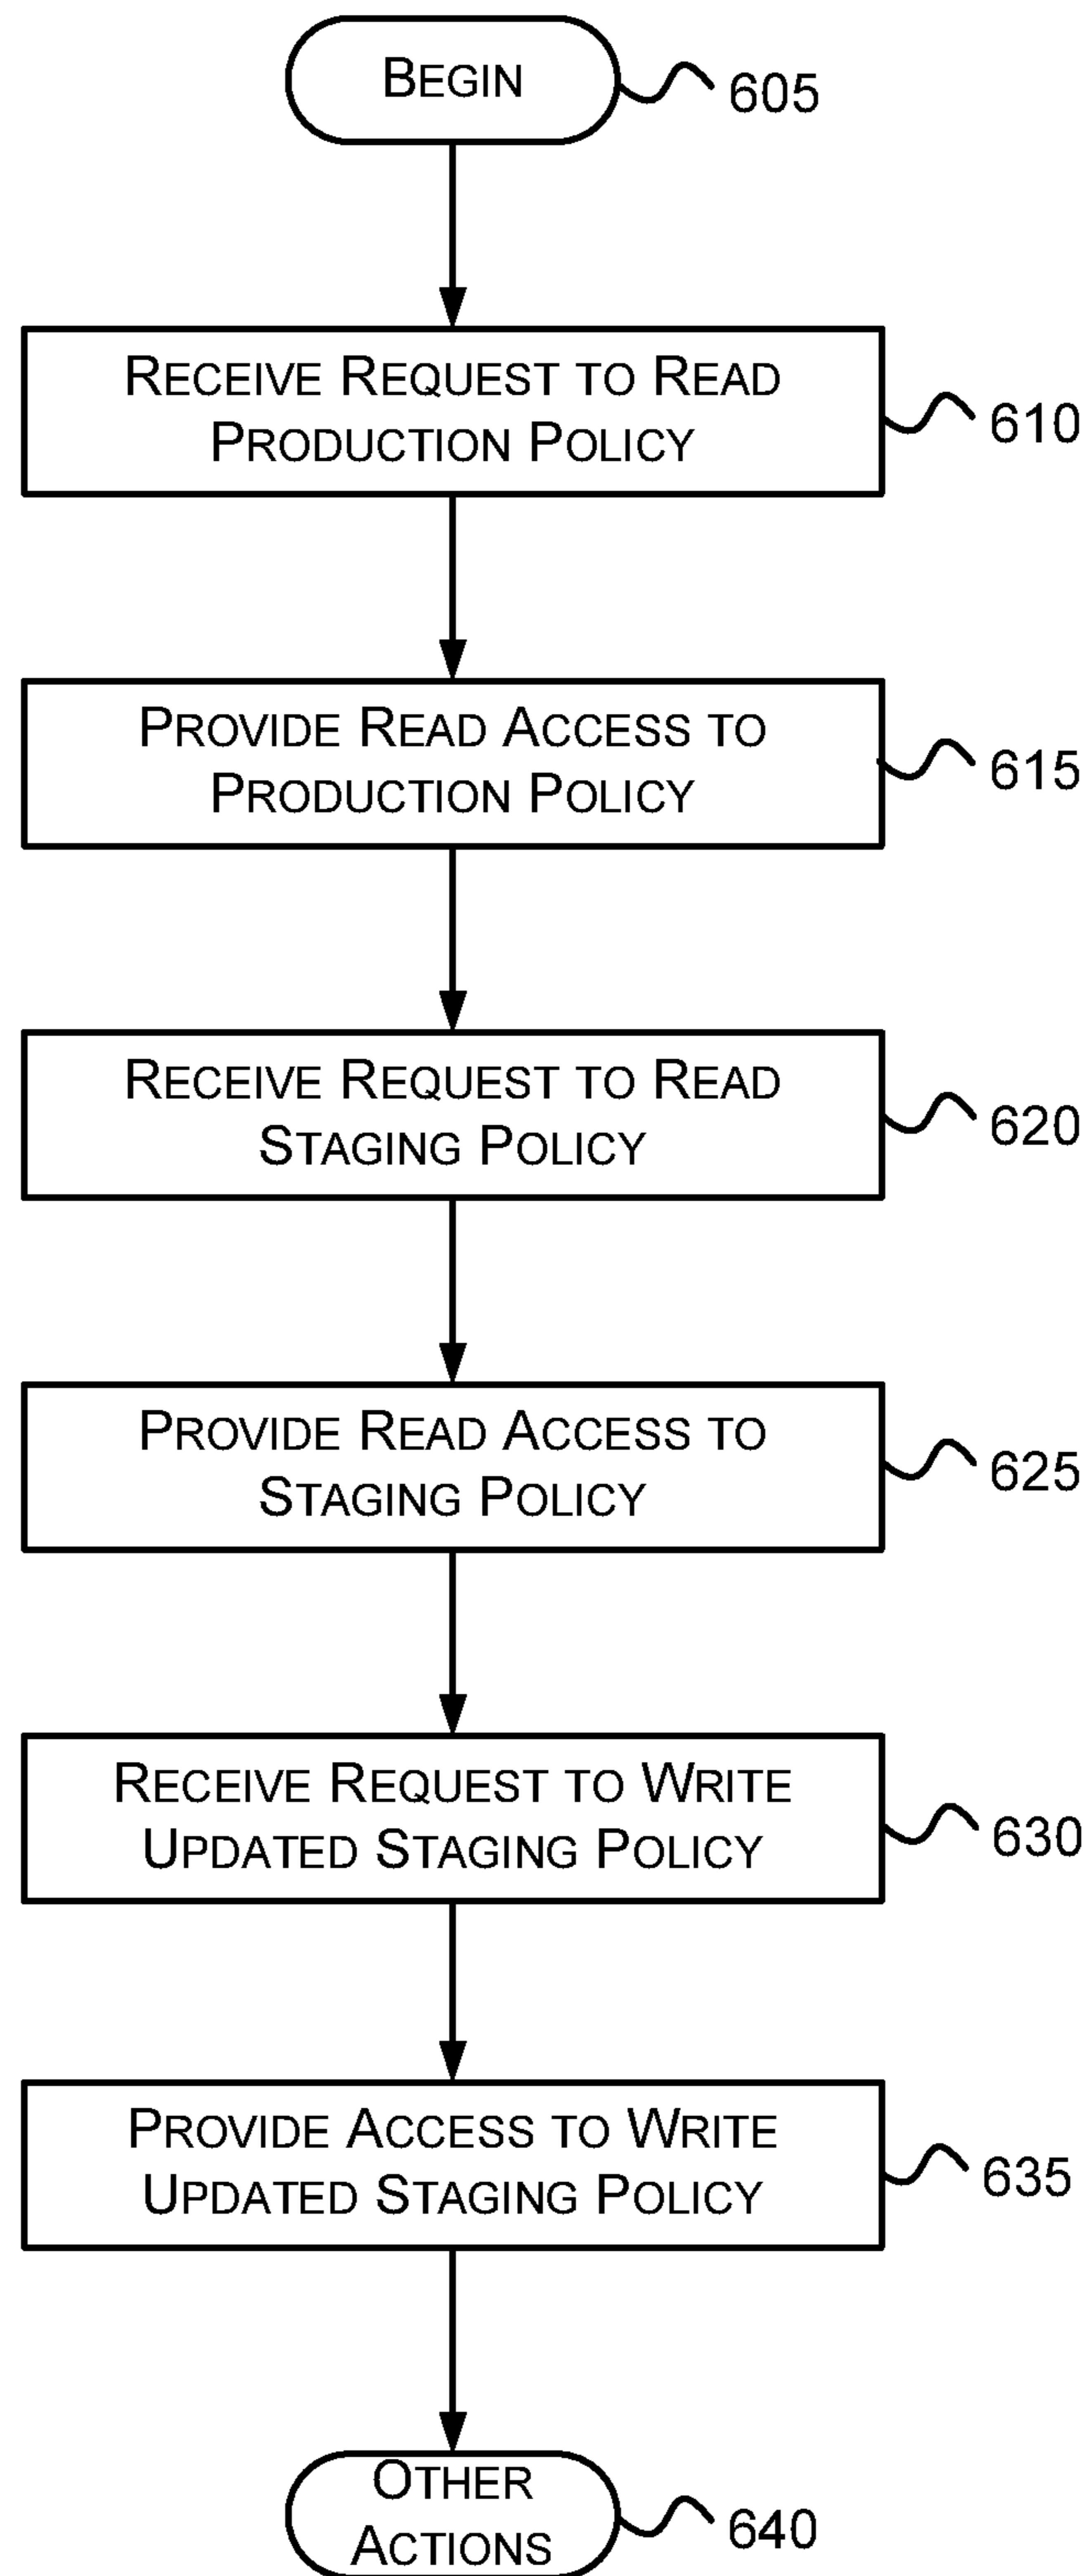 BEGIN
605
RECEIVE REQUEST TO READ
PRODUCTION POLICY
610
PROVIDE READ ACCESS TO
PRODUCTION POLICY
615
RECEIVE REQUEST TO READ
STAGING POLICY
620
PROVIDE READ ACCESS TO
STAGING POLICY
625
RECEIVE REQUEST TO WRITE
UPDATED STAGING POLICY
630
PROVIDE ACCESS TO WRITE
UPDATED STAGING POLICY
635
OTHER
ACTIONS
640